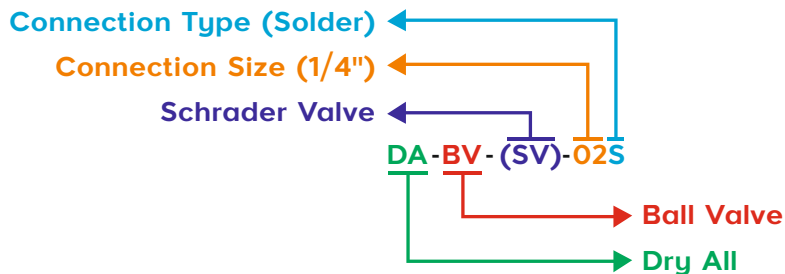 Connection Type (Solder)
Connection Size (1/4")
Schrader Valve
DA-BV-(SV)-02S
Ball Valve
Dry All